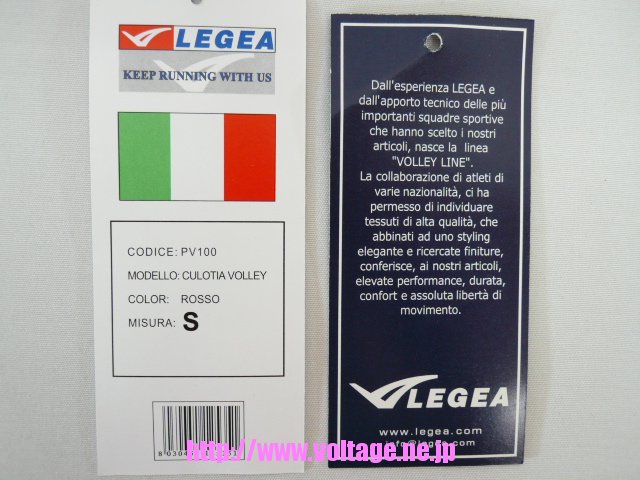 LEGEA
KEEP RUNNING WITH US
CODICE: PV100
MODELLO: CULOTIA VOLLEY
COLOR: ROSSO
MISURA: S
Dall'esperienza LEGEA e
dall'apporto tecnico delle più
importanti squadre sportive
che hanno scelto i nostri
articoli, nasce la linea
"VOLLEY LINE".
La collaborazione di atleti di
varie nazionalità, ci ha
permesso di individuare
tessuti di alta qualità, che
abbinati ad uno styling
elegante e ricercate finiture,
conferisce, ai nostri articoli,
elevate performance, durata,
confort e assoluta libertà di
movimento.
LEGEA
www.legea.com
info@legea.com
http://www.voltage.ne.jp